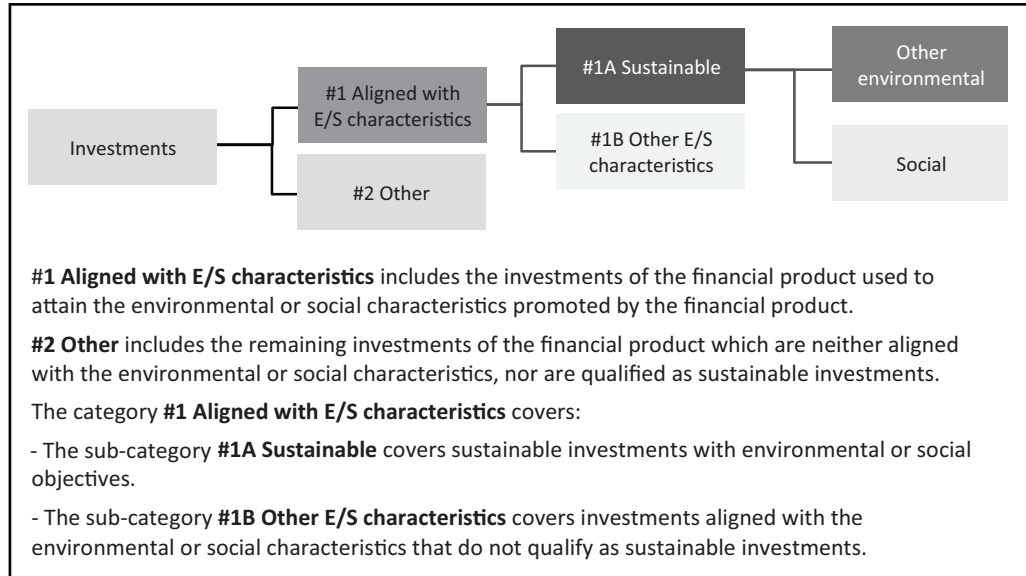 Investments
#1 Aligned with
E/S characteristics
#2 Other
#1A Sustainable
#1B Other E/S
characteristics
Other
environmental
Social
#1 Aligned with E/S characteristics includes the investments of the financial product used to
attain the environmental or social characteristics promoted by the financial product.
#2 Other includes the remaining investments of the financial product which are neither aligned
with the environmental or social characteristics, nor are qualified as sustainable investments.
The category #1 Aligned with E/S characteristics covers:
- The sub-category #1A Sustainable covers sustainable investments with environmental or social
objectives.
- The sub-category #1B Other E/S characteristics covers investments aligned with the
environmental or social characteristics that do not qualify as sustainable investments.